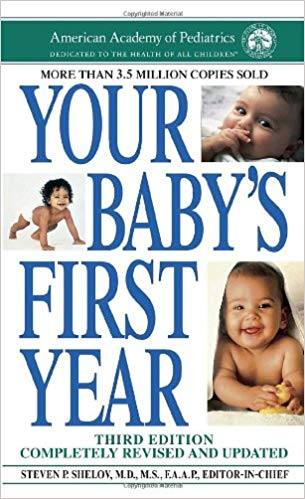 American Academy of Pediatrics
DEDICATED TO THE HEALTH OF ALL CHILDREN™
MORE THAN 3.5 MILLION COPIES SOLD
YOUR
BABY'S
FIRST
YEAR
THIRD EDITION
COMPLETELY REVISED AND UPDATED
STEVEN P. SHELOV, M.D., M.S., F.A.A.P., EDITOR-IN-CHIEF